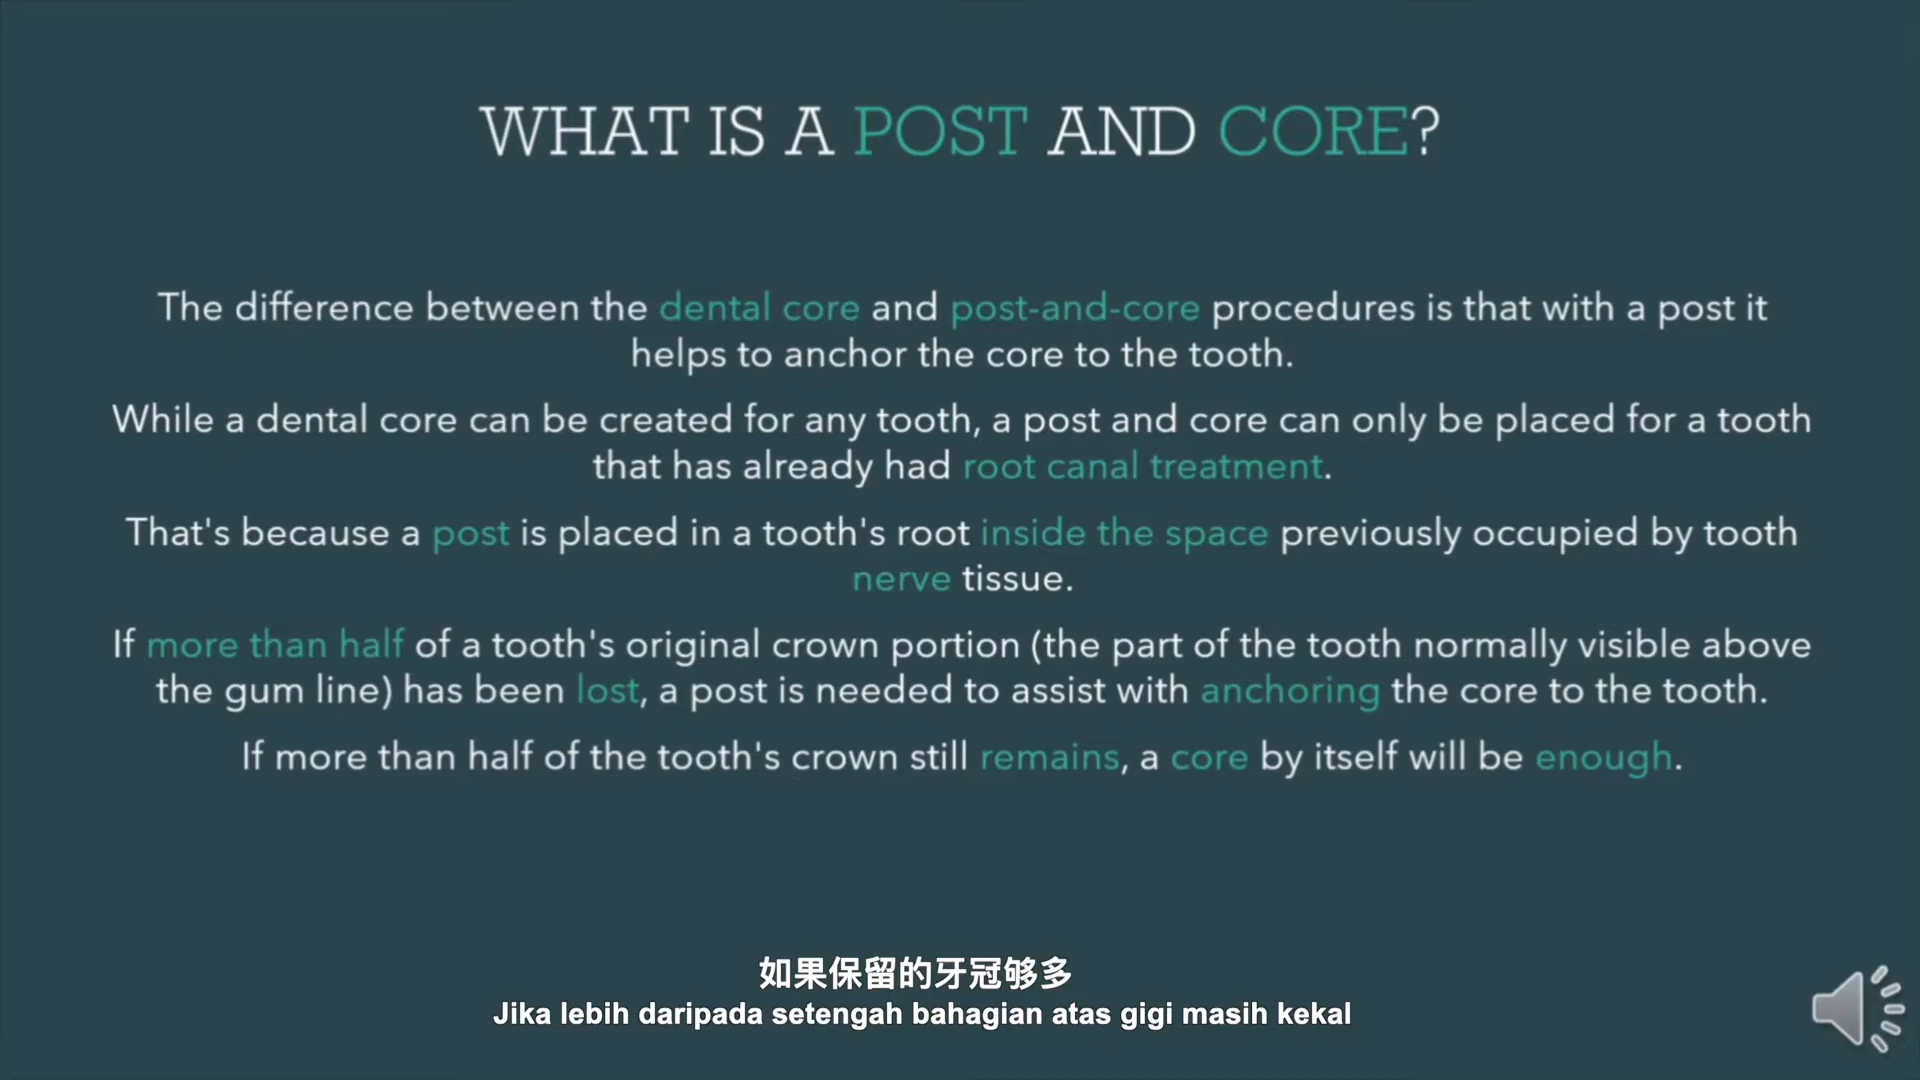 WHAT IS A POST AND CORE?
The difference between the dental core and post-and-core procedures is that with a post it
helps to anchor the core to the tooth.
While a dental core can be created for any tooth, a post and core can only be placed for a tooth
that has already had root canal treatment.
That's because a post is placed in a tooth's root inside the space previously occupied by tooth
nerve tissue.
If more than half of a tooth's original crown portion (the part of the tooth normally visible above
the gum line) has been lost, a post is needed to assist with anchoring the core to the tooth.
If more than half of the tooth's crown still remains, a core by itself will be enough.
如果保留的牙冠够多
Jika lebih daripada setengah bahagian atas gigi masih kekal